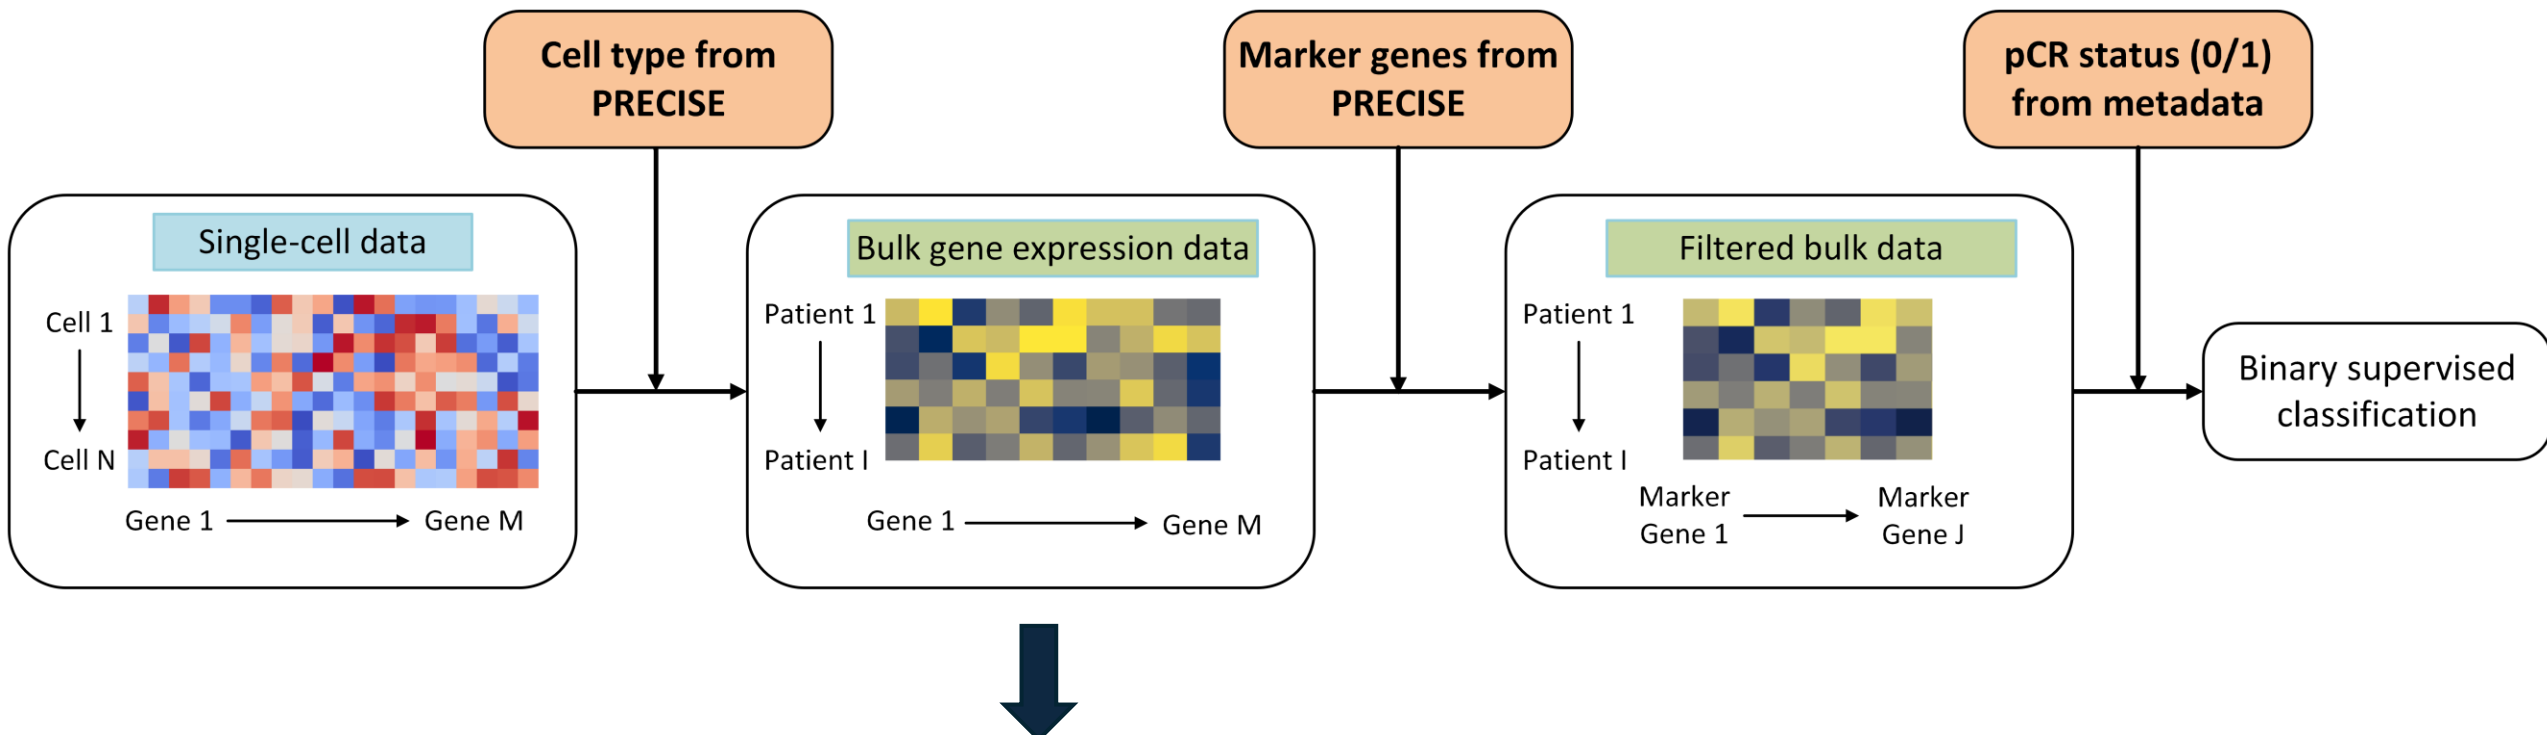 Cell type from
PRECISE
Marker genes from
PRECISE
pCR status (0/1)
from metadata
Single-cell data
Cell 1
Cell N
Gene 1
Gene M
Bulk gene expression data
Patient 1
Patient I
Gene 1
Gene M
Filtered bulk data
Patient 1
Patient I
Marker
Gene 1
Marker
Gene J
Binary supervised
classification